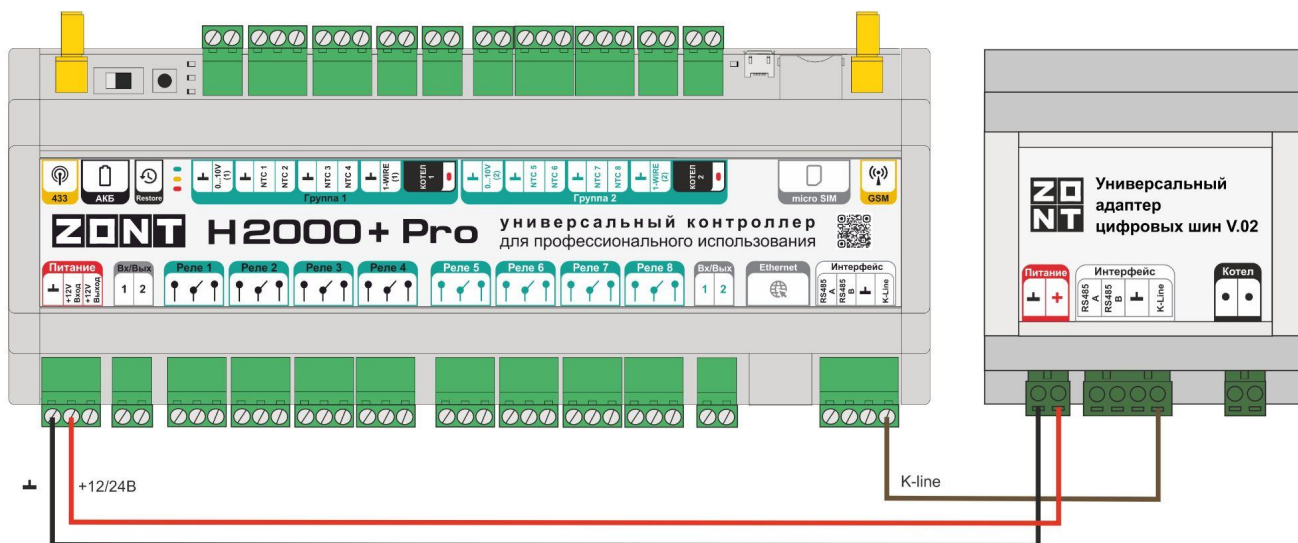 0...10V (1)
NTC 1
NTC 2
NTC 3
NTC 4
1-WIRE (1)
КОТЕЛ 1
0...10V (2)
NTC 5
NTC 6
NTC 7
NTC 8
1-WIRE (2)
КОТЕЛ 2
433
АКБ
Restore
Группа 1
Группа 2
micro SIM
GSM
ZONT H2000+ Pro
универсальный контроллер
для профессионального использования
Питание
Вх/Вых
Реле 1
Реле 2
Реле 3
Реле 4
Реле 5
Реле 6
Реле 7
Реле 8
Вх/Вых
Ethernet
Интерфейс
+12V Вход
+12V Выход
1 2
1 2
RS485 A
RS485 B
K-Line
ZONT
Универсальный
адаптер
цифровых шин V.02
Питание
Интерфейс
Котел
+
RS485 A
RS485 B
K-Line
+12/24В
K-line